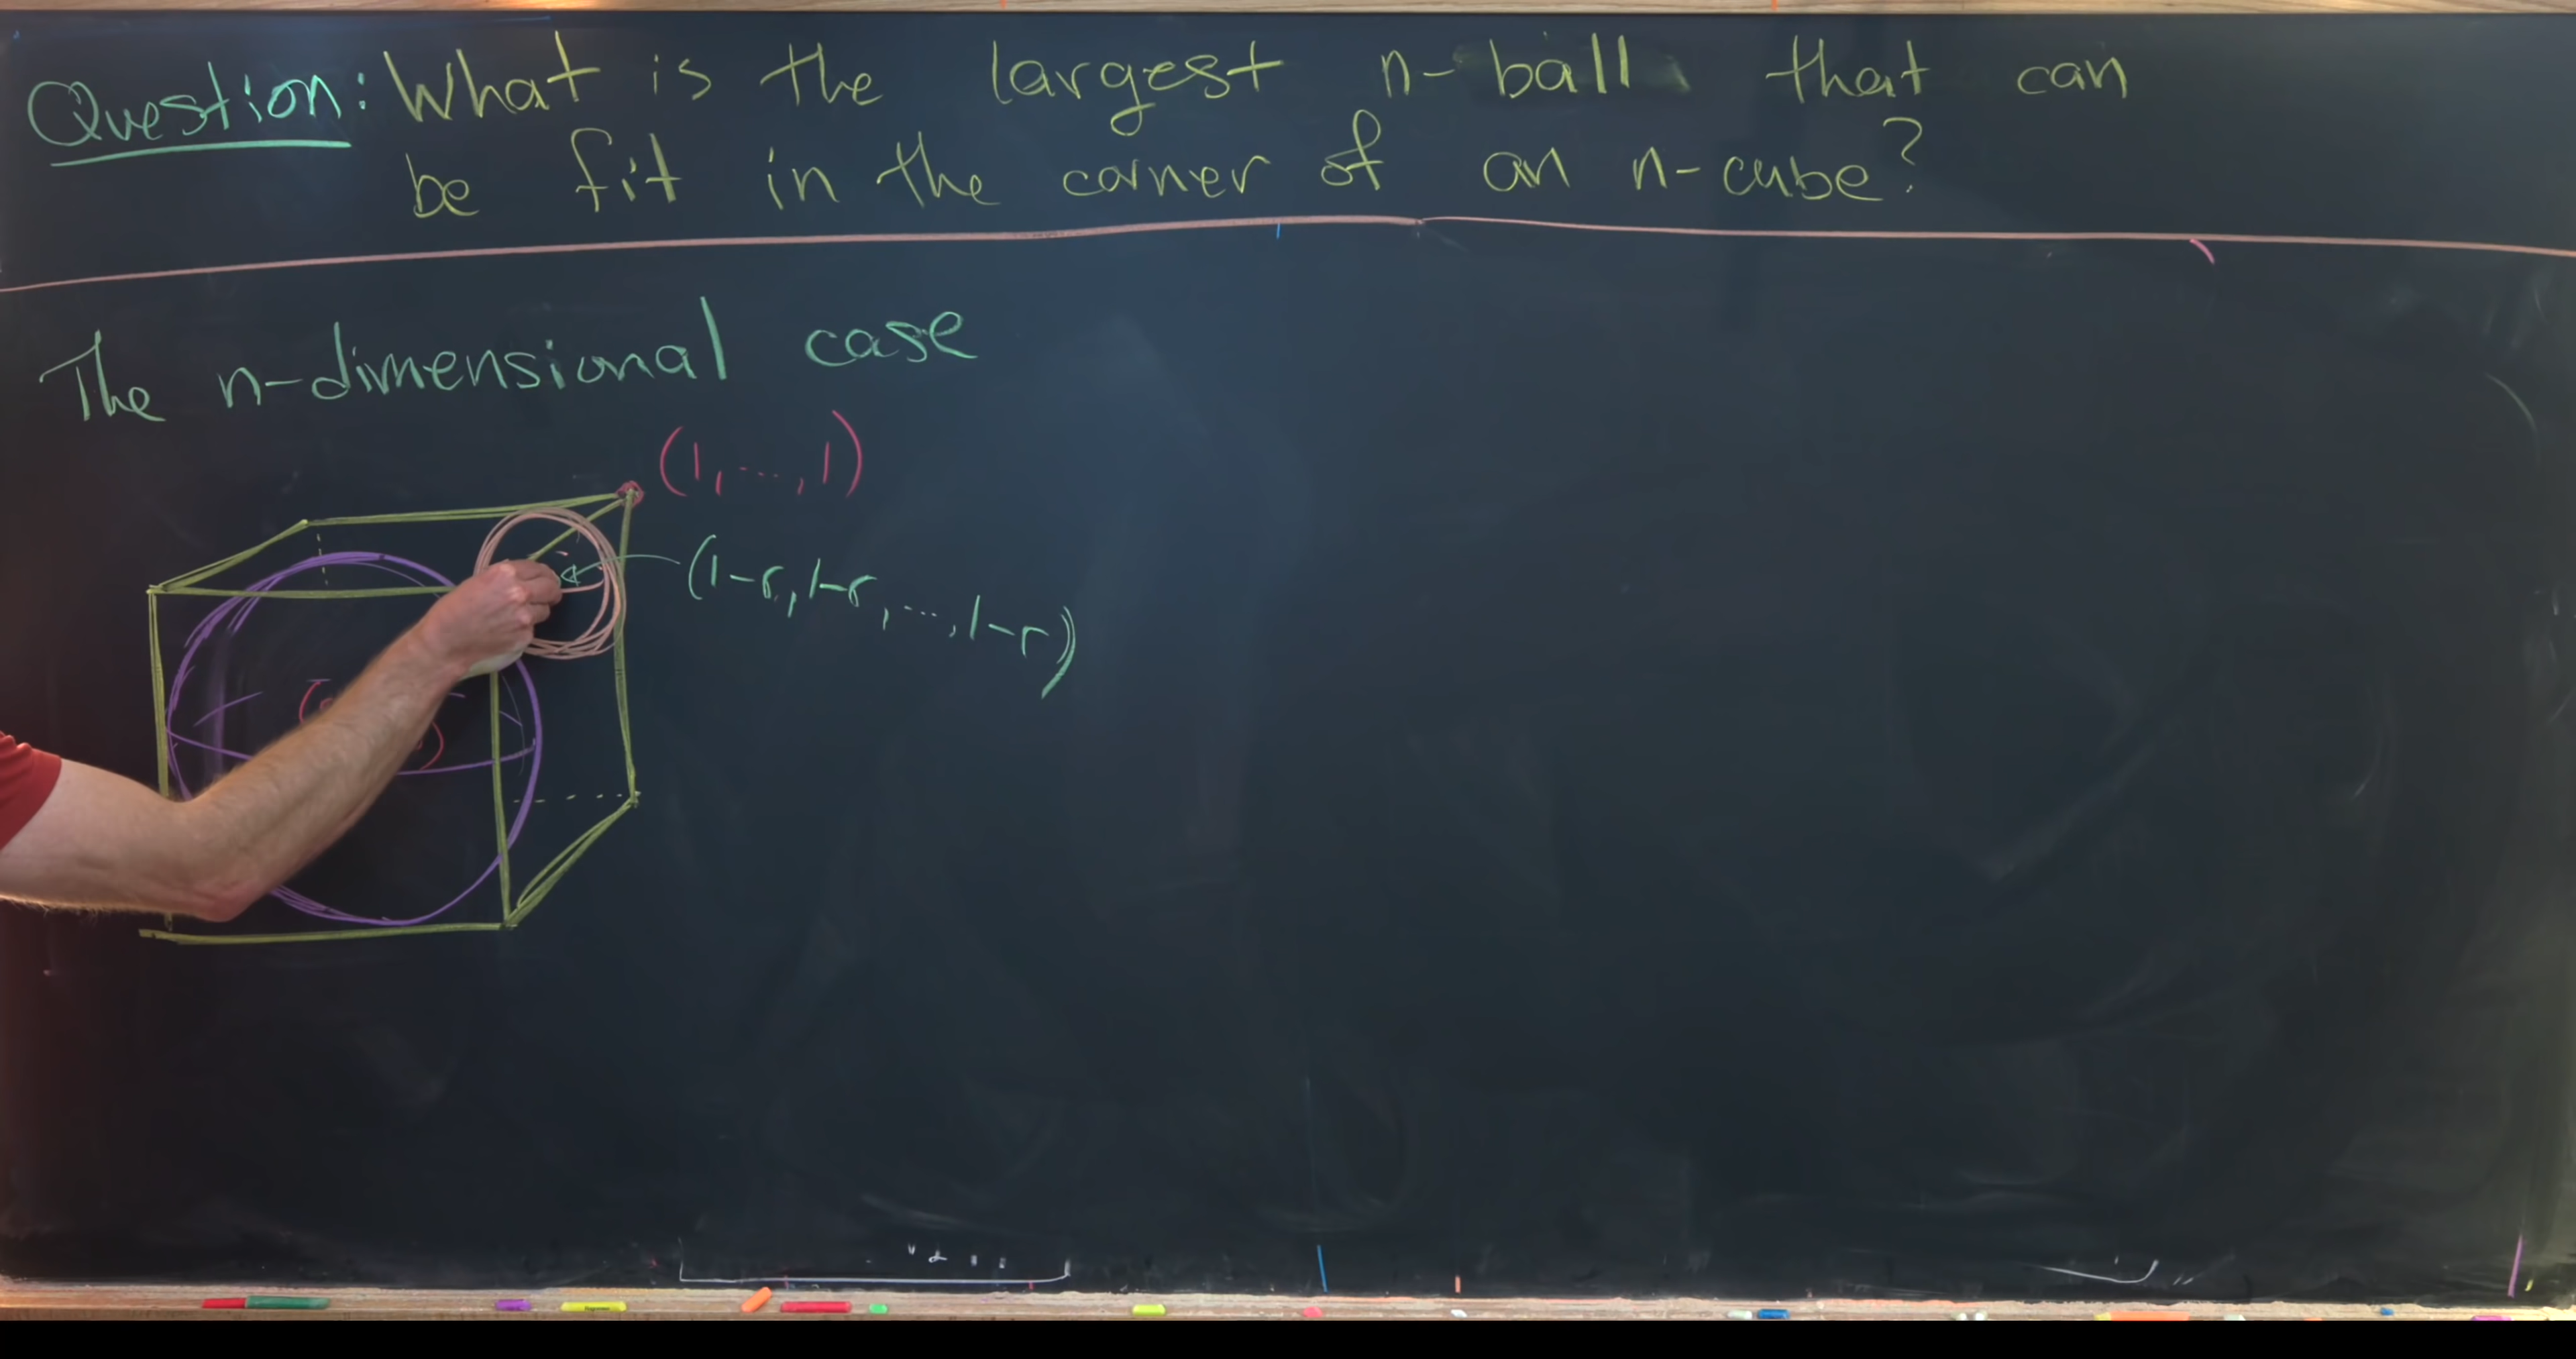 Question: What is the largest n-ball that can
be fit in the corner of an n-cube?
The n-dimensional case
(1,...,1)
(1-r, 1-r, ..., 1-r)